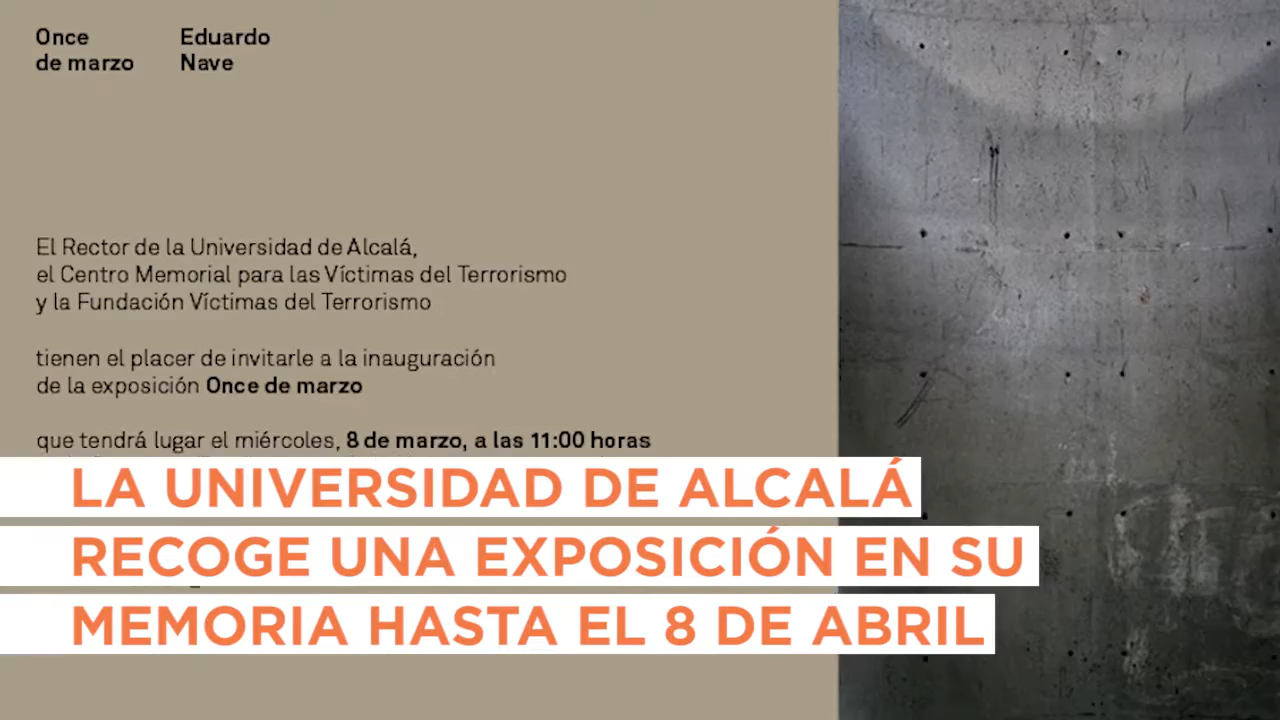 Once
de marzo
Eduardo
Nave
El Rector de la Universidad de Alcalá,
el Centro Memorial para las Víctimas del Terrorismo
y la Fundación Víctimas del Terrorismo
tienen el placer de invitarle a la inauguración
de la exposición Once de marzo
que tendrá lugar el miércoles, 8 de marzo, a las 11:00 horas
LA UNIVERSIDAD DE ALCALÁ
RECOGE UNA EXPOSICIÓN EN SU
MEMORIA HASTA EL 8 DE ABRIL